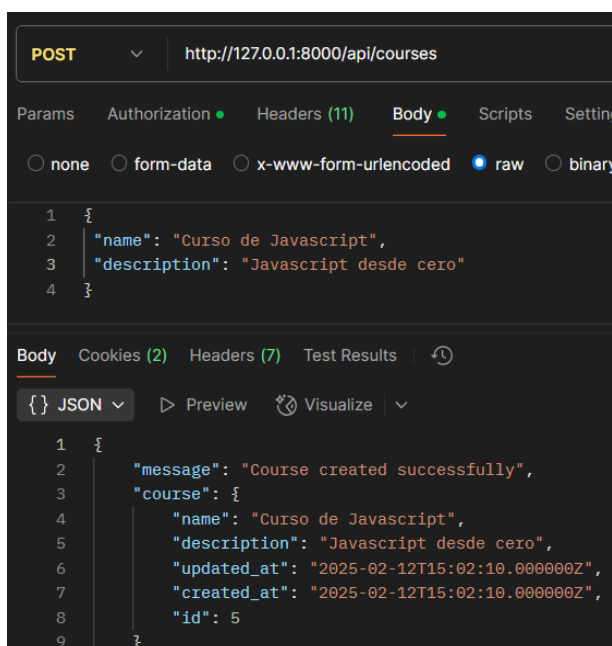 POST http://127.0.0.1:8000/api/courses
Params Authorization Headers (11) Body Scripts
none form-data x-www-form-urlencoded raw
1 {
2 "name": "Curso de Javascript",
3 "description": "Javascript desde cero"
4 }
Body Cookies (2) Headers (7) Test Results
{} JSON Preview Visualize
1 {
2 "message": "Course created successfully",
3 "course": {
4 "name": "Curso de Javascript",
5 "description": "Javascript desde cero",
6 "updated_at": "2025-02-12T15:02:10.000000Z",
7 "created_at": "2025-02-12T15:02:10.000000Z",
8 "id": 5
9 }